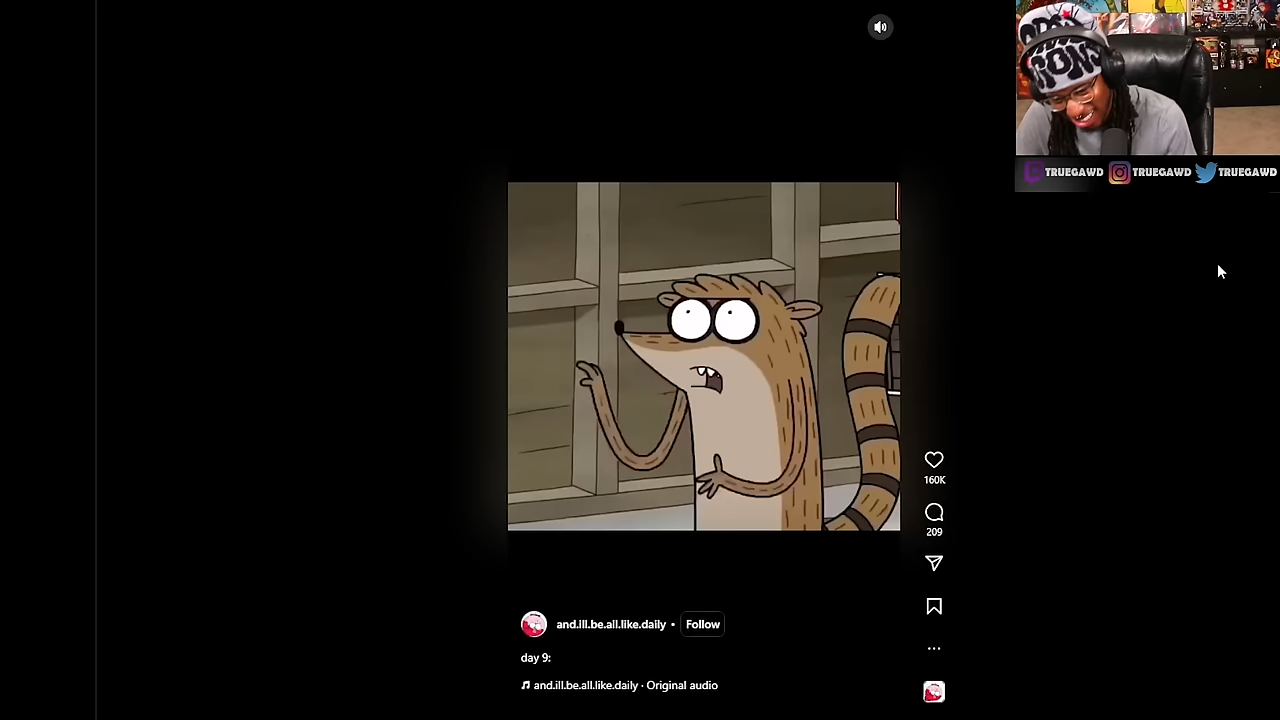 TRUEGAWD TRUEGAWD TRUEGAWD
160K
209
and.ill.be.all.like.daily • Follow
day 9:
and.ill.be.all.like.daily · Original audio